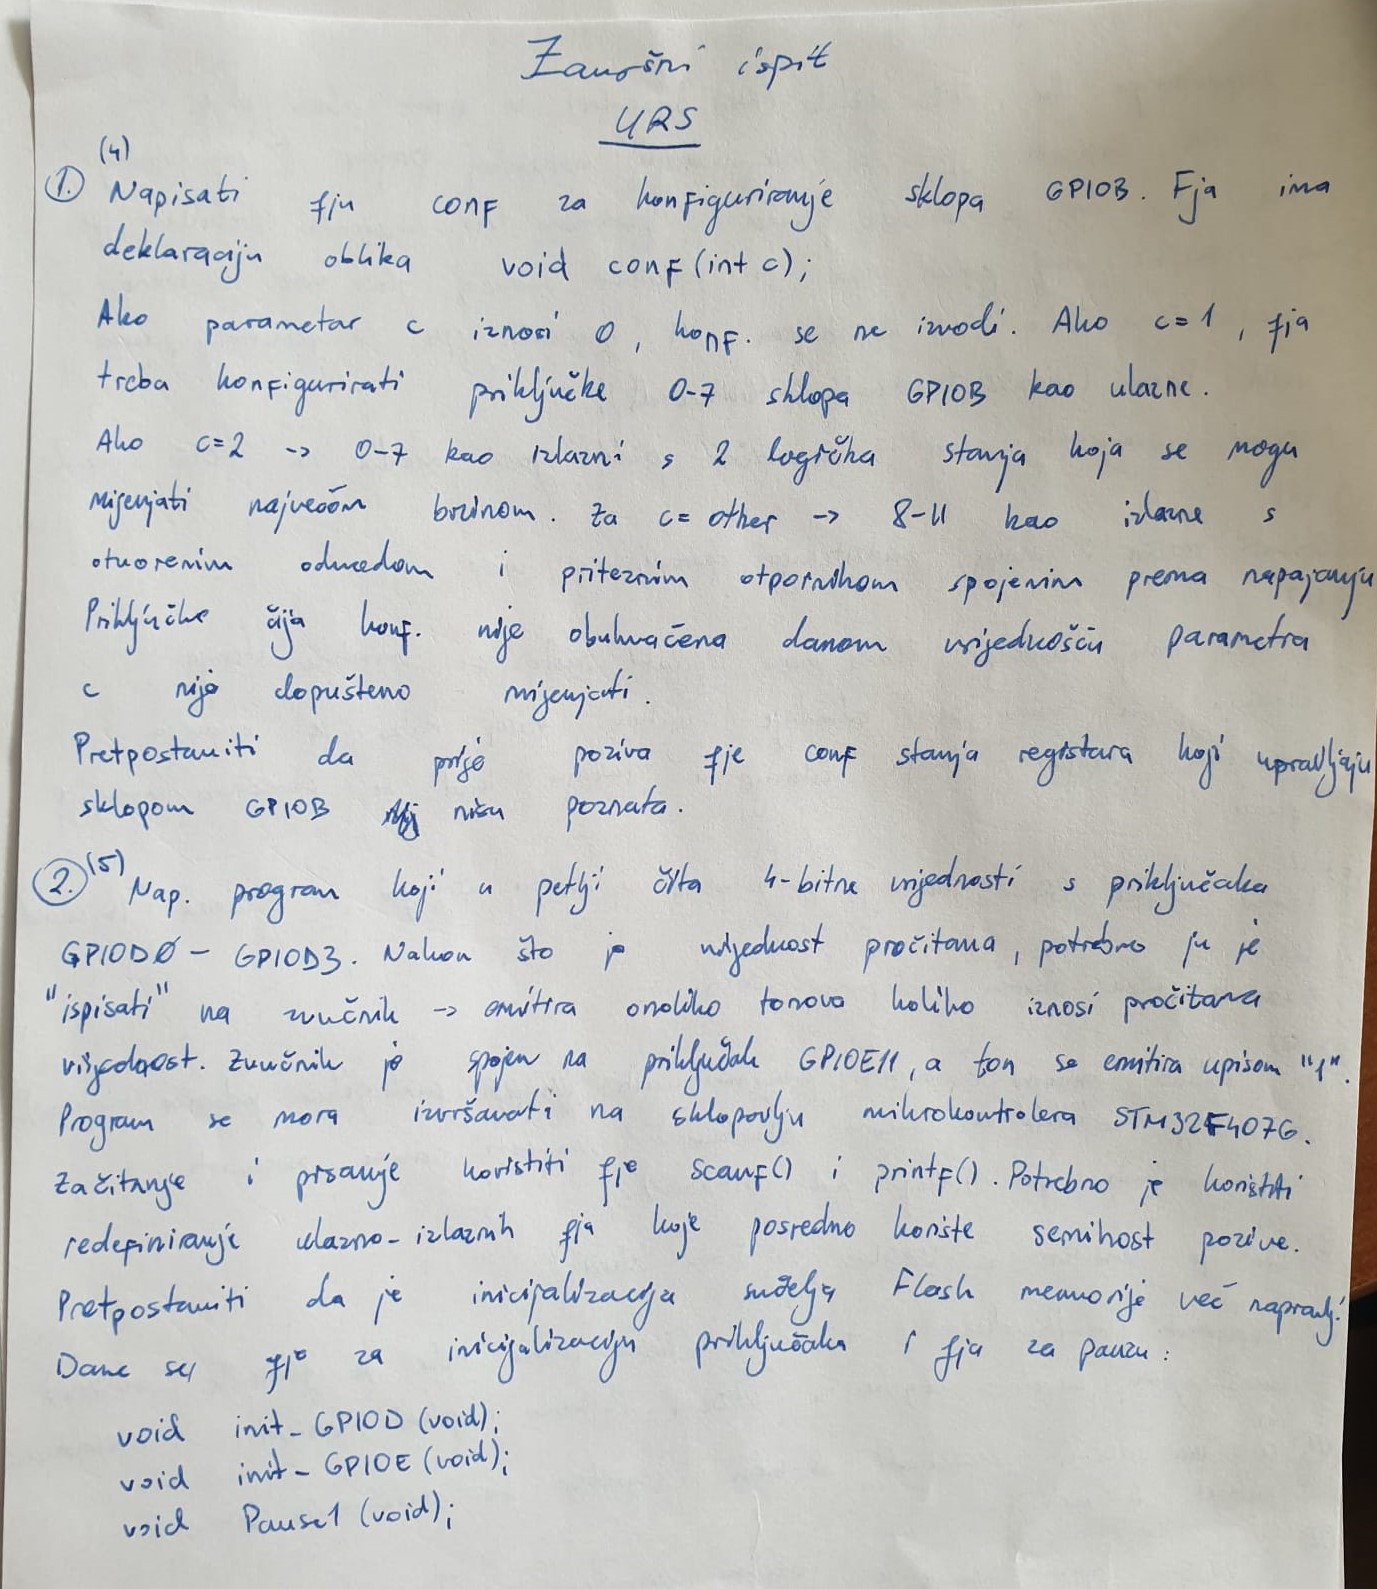 Završni ispit
URS
(4)
1. Napisati fju conf za konfiguriranje sklopa GPIOB. Fja ima
deklaraciju oblika void conf(int c);
Ako parametar c iznosi 0, konf. se ne izvodi. Ako c=1, fja
treba konfigurirati priključke 0-7 sklopa GPIOB kao ulazne.
Ako c=2 -> 0-7 kao izlazni s 2 logička stanja koja se mogu
mijenjati najvećom brzinom. Za c= other -> 8-11 kao izlazne s
otvorenim odvodom i priteznim otpornikom spojenim prema napajanju
Priključke čija konf. nije obuhvaćena danom vrijednošću parametra
c nije dopušteno mijenjati.
Pretpostaviti da prije poziva fje conf stanja registara koji upravljaju
sklopom GPIOB nisu poznata.
2. (5) Nap. program koji u petlji čita 4-bitne vrijednosti s priključaka
GPIOD0 - GPIOD3. Nakon što je vrijednost pročitana, potrebno ju je
"ispisati" na zvučnik -> emitira onoliko tonova koliko iznosi pročitana
vrijednost. Zvučnik je spojen na priključak GPIOE11, a ton se emitira upisom "1".
Program se mora izvršavati na sklopovlju mikrokontrolera STM32F407G.
Za čitanje i pisanje koristiti fje scanf() i printf(). Potrebno je koristiti
redefiniranje ulazno-izlaznih fja koje posredno koriste semihost pozive.
Pretpostaviti da je inicijalizacija sučelja Flash memorije već napravlj.
Dane su fje za inicijalizaciju priključaka i fja za pauzu:
void init_GPIOD (void);
void init_GPIOE (void);
void Pause1 (void);